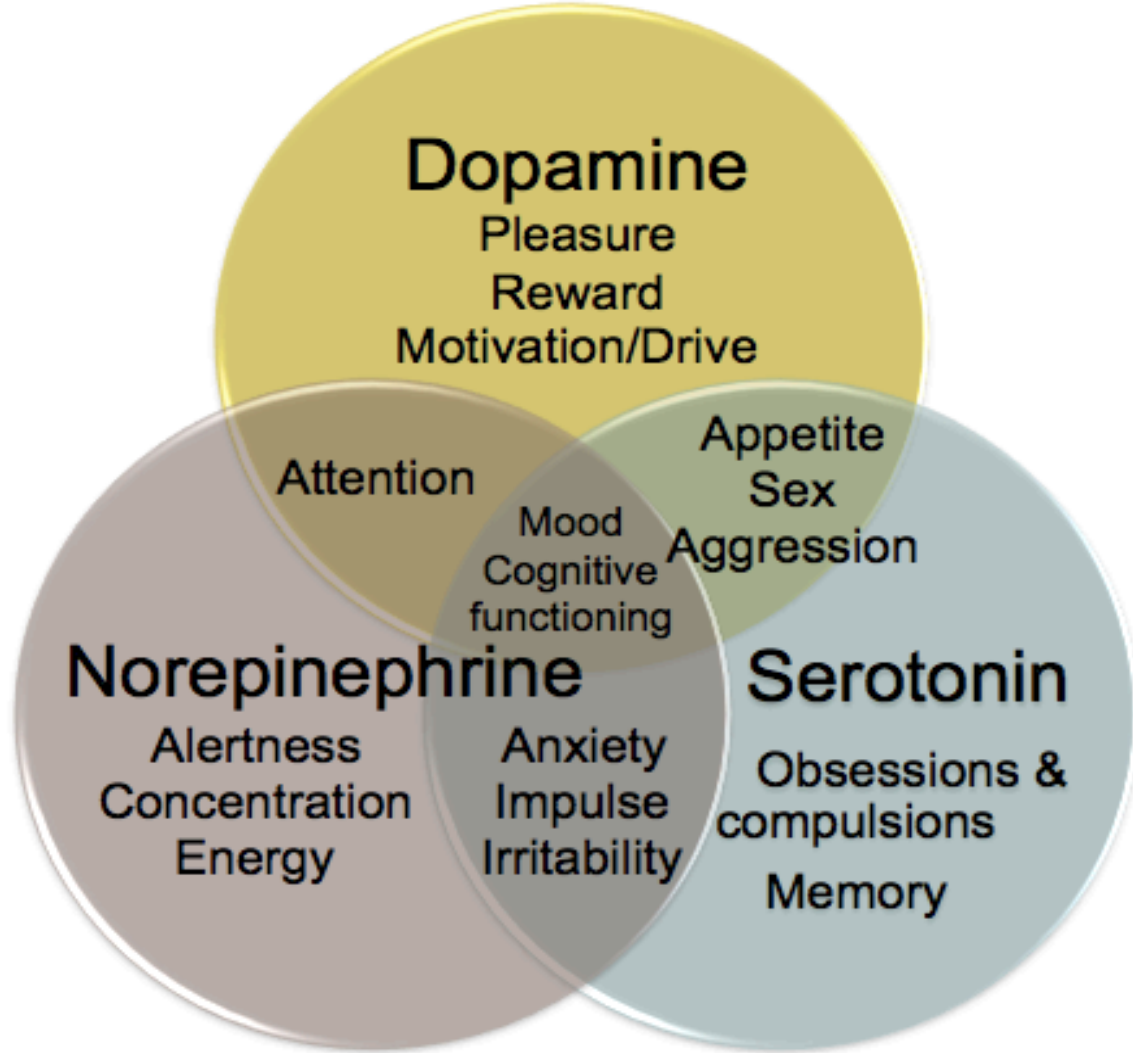 Dopamine
Pleasure
Reward
Motivation/Drive
Attention
Appetite
Sex
Aggression
Mood
Cognitive
functioning
Norepinephrine
Alertness
Concentration
Energy
Anxiety
Impulse
Irritability
Serotonin
Obsessions &
compulsions
Memory